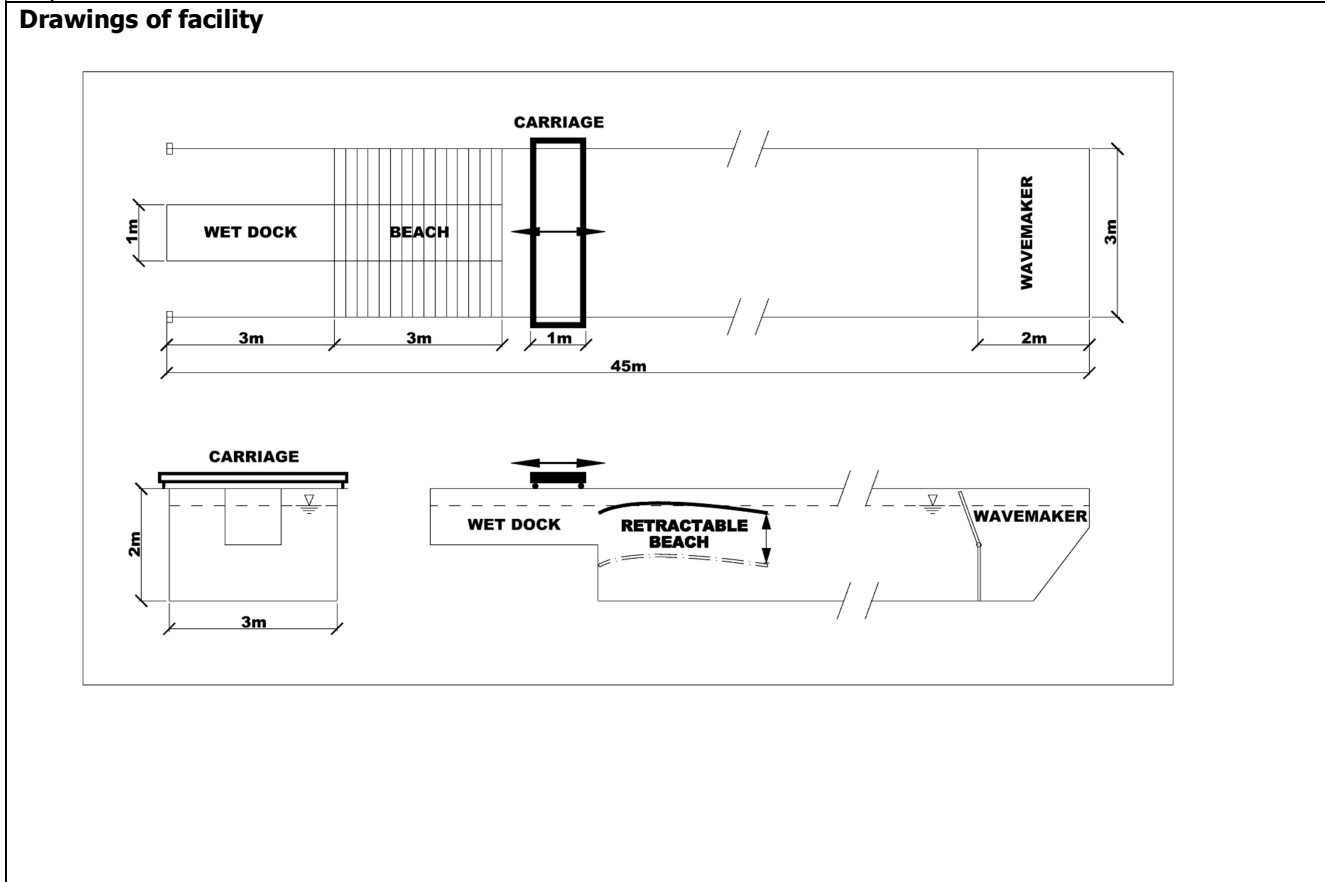 Drawings of facility
CARRIAGE
1m
WET DOCK
BEACH
WAVEMAKER
3m
3m
3m
1m
2m
45m
CARRIAGE
2m
3m
WET DOCK
RETRACTABLE
BEACH
WAVEMAKER